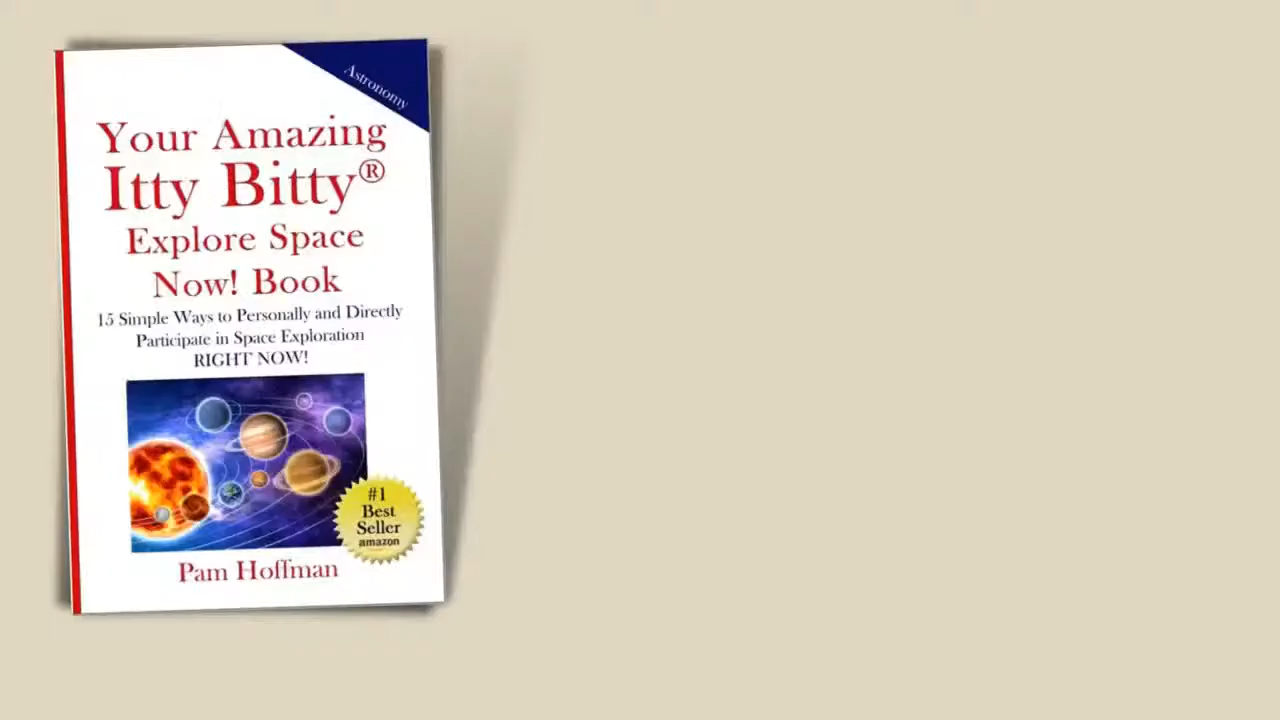 Astronomy
Your Amazing
Itty Bitty®
Explore Space
Now! Book
15 Simple Ways to Personally and Directly
Participate in Space Exploration
RIGHT NOW!
#1
Best
Seller
amazon
Pam Hoffman